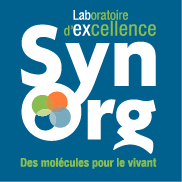 Laboratoire
d'excellence
Syn
Org
Des molécules pour le vivant